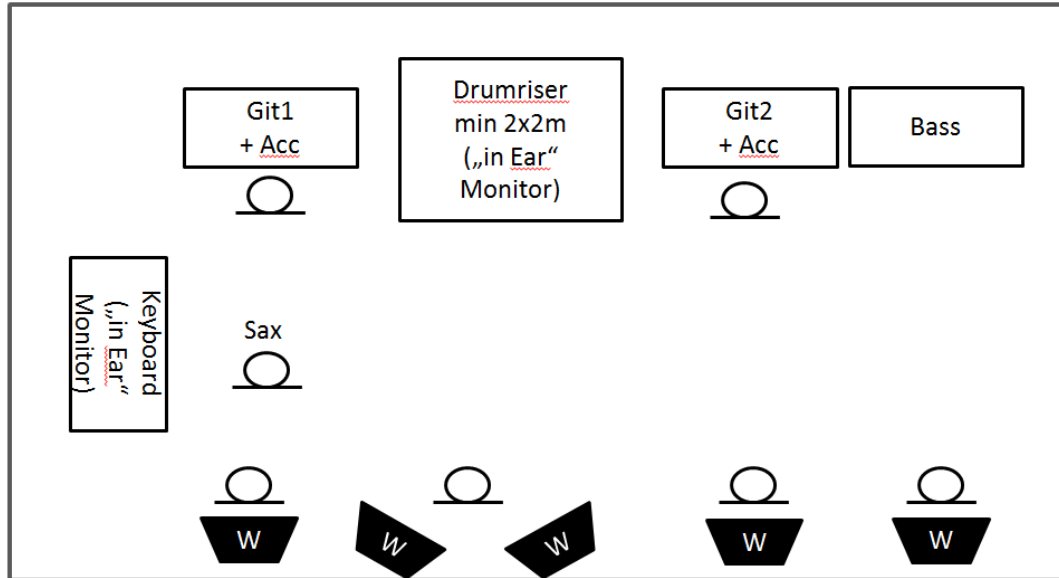 Git1
+ Acc
Drumriser
min 2x2m
(„in Ear“
Monitor)
Git2
+ Acc
Bass
Keyboard
(„in Ear“
Monitor)
Sax
W
W
W
W
W